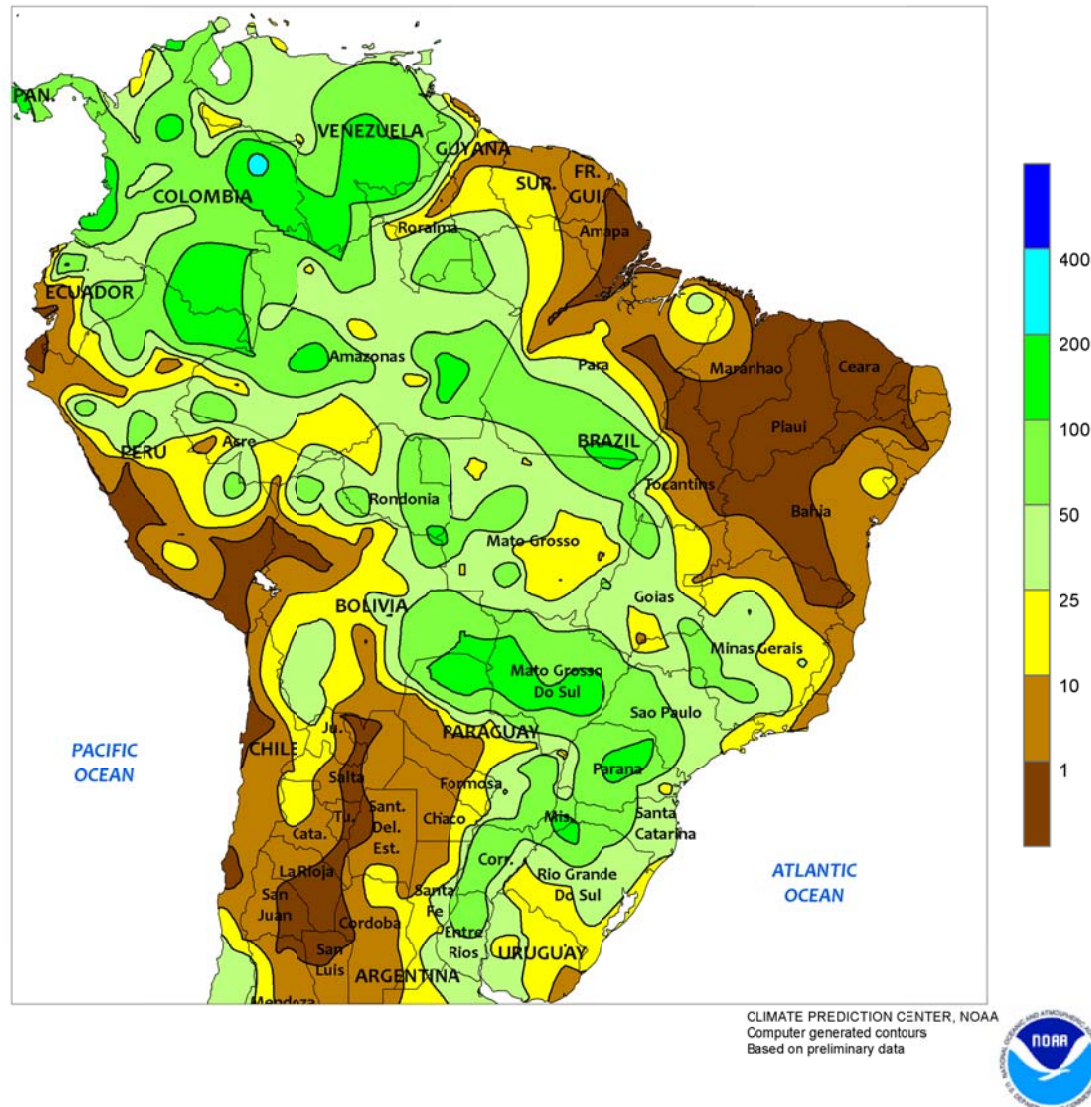 PAN.
VENEZUELA
GUYANA
COLOMBIA
SUR.
FR.
GUI.
Roraima
Amapa
ECUADOR
Amazonas
Para
Mararhao
Ceara
Piaui
PERU
Acre
BRAZIL
Tocantins
Rondonia
Bahia
Mato Grosso
BOLIVIA
Goias
Minas Gerais
Mato Grosso
Do Sul
Sao Paulo
PACIFIC
OCEAN
CHILE
Ju.
PARAGUAY
Salta
Formosa
Parana
Tu.
Sant.
Del.
Est.
Chaco
Mis.
Santa
Catarina
Cata.
Corr.
LaRioja
Rio Grande
Do Sul
ATLANTIC
OCEAN
San
Juan
Cordoba
Santa
Fe
Entre
Rios
URUGUAY
San
Luis
ARGENTINA
Mendoza
400
200
100
50
25
10
1
CLIMATE PREDICTION CENTER, NOAA
Computer generated contours
Based on preliminary data
NOAA